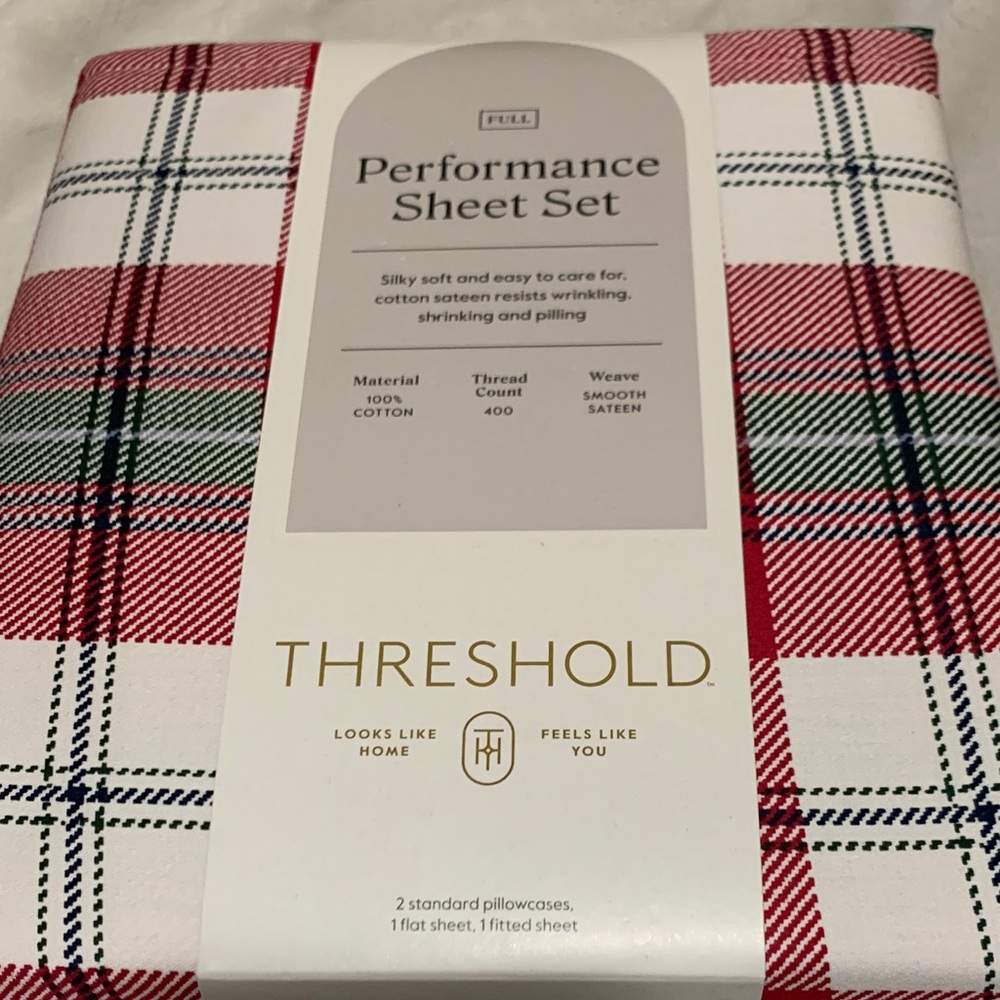 FULL
Performance
Sheet Set
Silky soft and easy to care for,
cotton sateen resists wrinkling,
shrinking and pilling
Material
100%
COTTON
Thread
Count
400
Weave
SMOOTH
SATEEN
THRESHOLD™
LOOKS LIKE
HOME
TH
FEELS LIKE
YOU
2 standard pillowcases,
1 flat sheet, 1 fitted sheet